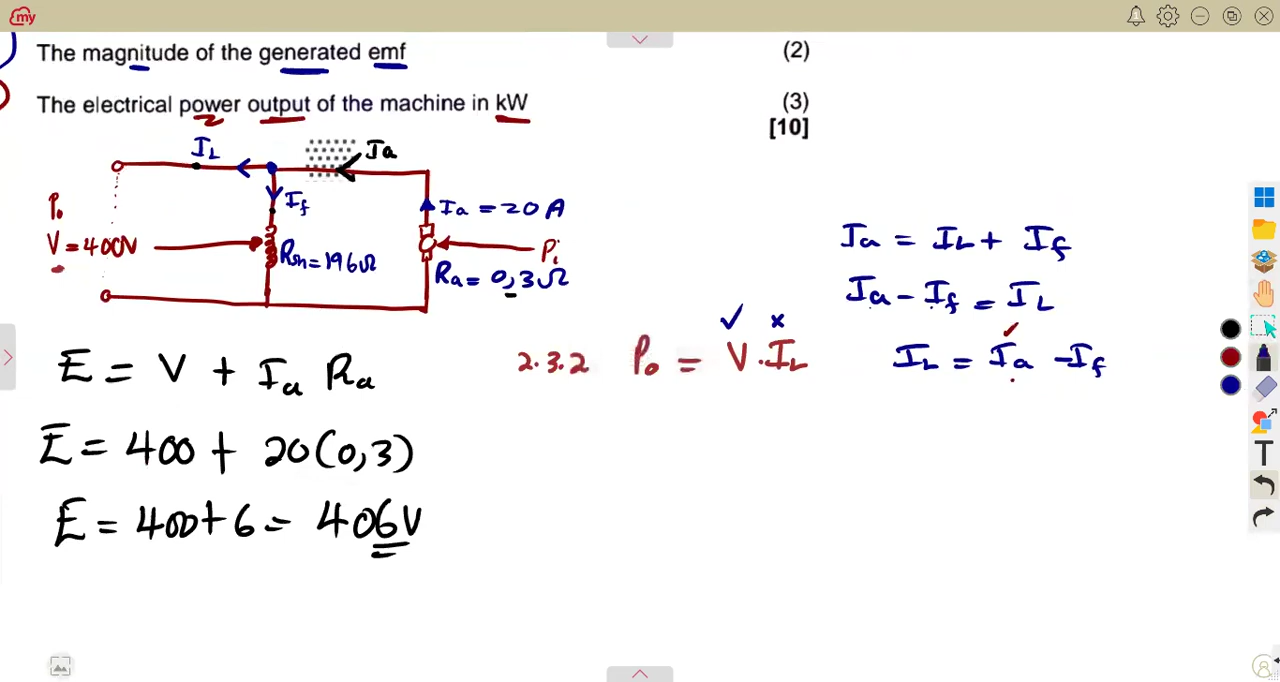 my
The magnitude of the generated emf (2)
The electrical power output of the machine in kW (3)
[10]
IL
Ia
Po
If
Ia = 20 A
V = 400V
Rsh = 196Ω
Pi
Ra = 0,3Ω
Ia = IL + If
Ia - If = IL
✓ x
2.3.2 Po = V . IL
✓
IL = Ia - If
E = V + Ia Ra
E = 400 + 20(0,3)
E = 400 + 6 = 406V
T